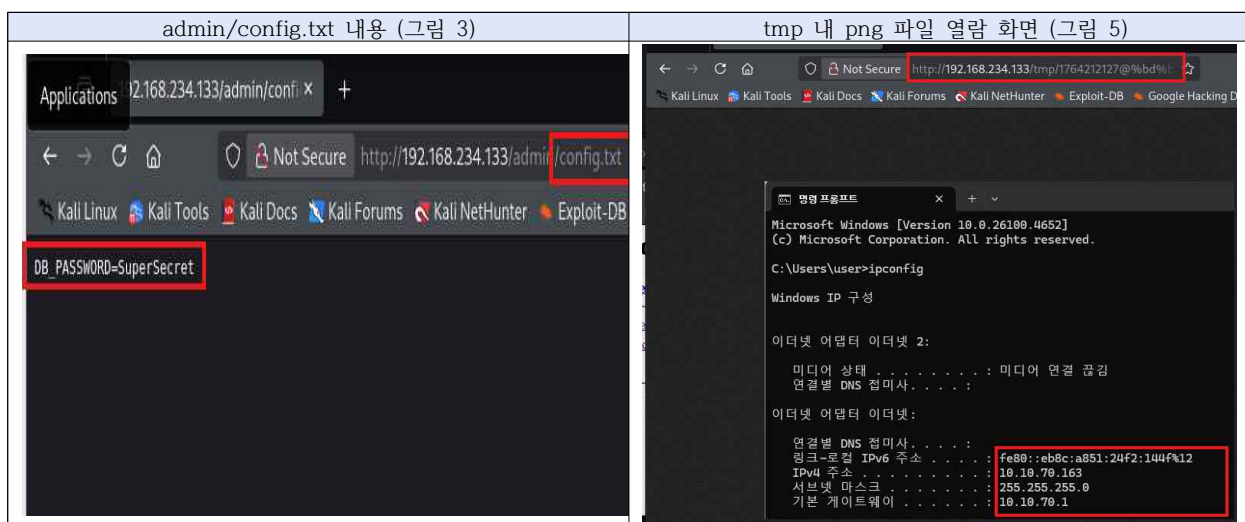 admin/config.txt 내용 (그림 3)
tmp 내 png 파일 열람 화면 (그림 5)
Applications
192.168.234.133/admin/confi × +
Not Secure http://192.168.234.133/admin/config.txt
Kali Linux Kali Tools Kali Docs Kali Forums Kali NetHunter Exploit-DB
DB_PASSWORD=SuperSecret
Not Secure http://192.168.234.133/tmp/1764212127@%bd%
Kali Linux Kali Tools Kali Docs Kali Forums Kali NetHunter Exploit-DB Google Hacking D
명령 프롬프트 × +
Microsoft Windows [Version 10.0.26100.4652]
(c) Microsoft Corporation. All rights reserved.
C:\Users\user>ipconfig
Windows IP 구성
이더넷 어댑터 이더넷 2:
미디어 상태 . . . . . . . . : 미디어 연결 끊김
연결별 DNS 접미사. . . . :
이더넷 어댑터 이더넷:
연결별 DNS 접미사. . . . :
링크-로컬 IPv6 주소 . . . . : fe80::eb8c:a851:24f2:144f%12
IPv4 주소 . . . . . . . . . : 10.10.70.163
서브넷 마스크 . . . . . . . : 255.255.255.0
기본 게이트웨이 . . . . . . : 10.10.70.1